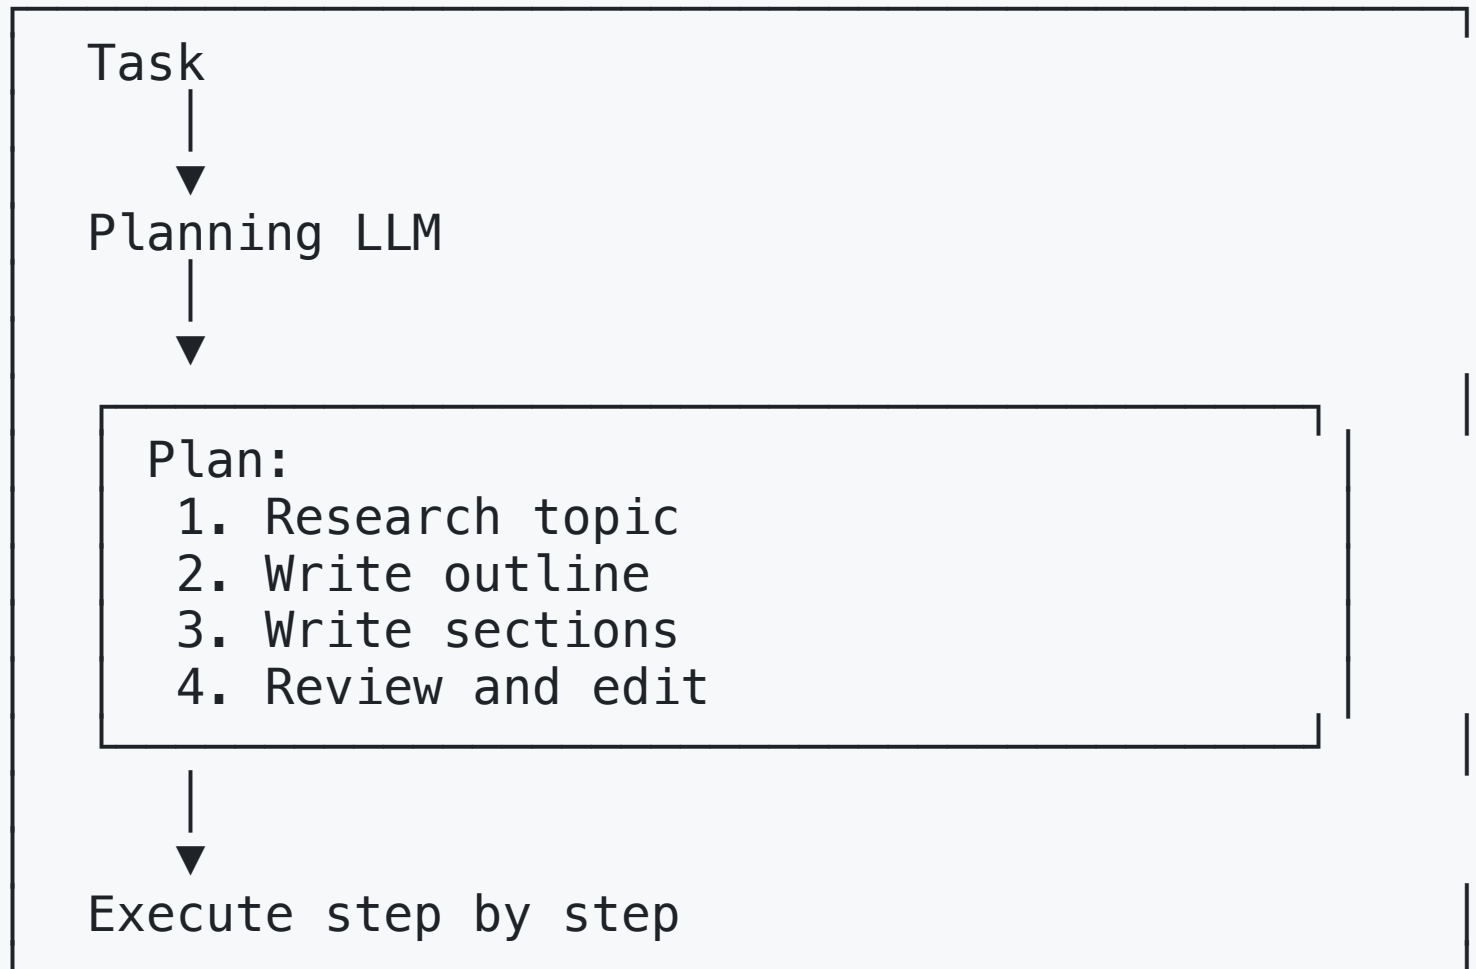 Task
Planning LLM
Plan:
1. Research topic
2. Write outline
3. Write sections
4. Review and edit
Execute step by step